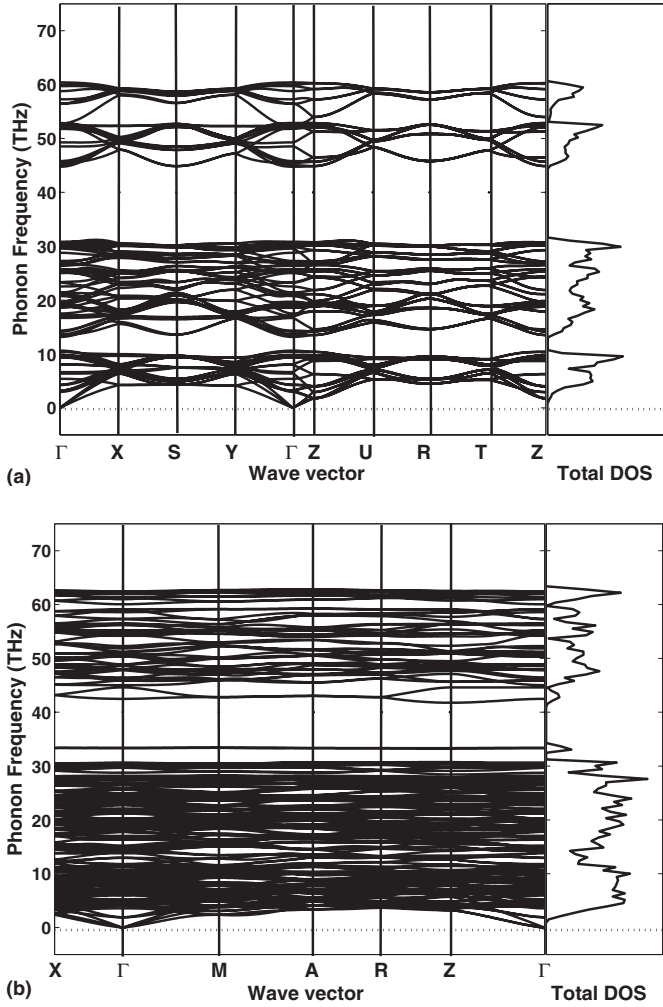 70
60
50
40
30
20
10
0
Phonon Frequency (THz)
Γ X S Y Γ Z U R T Z
(a) Wave vector Total DOS
70
60
50
40
30
20
10
0
Phonon Frequency (THz)
X Γ M A R Z Γ
(b) Wave vector Total DOS